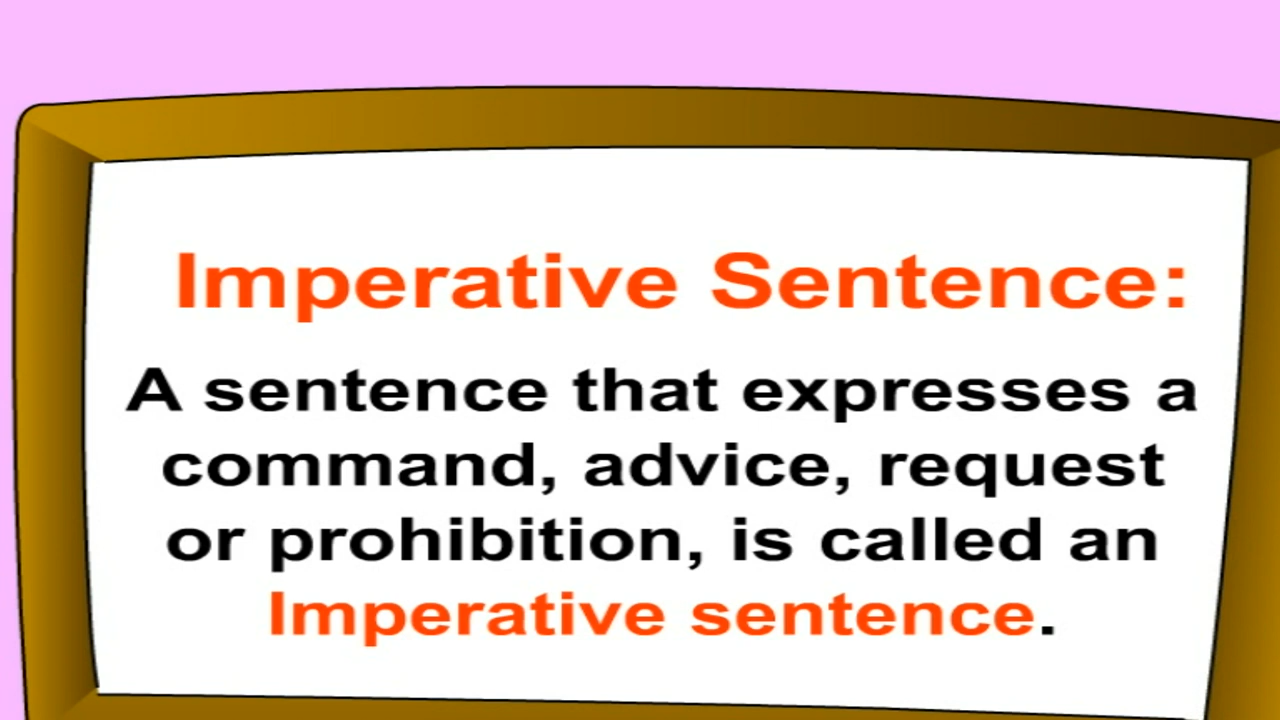 Imperative Sentence:
A sentence that expresses a
command, advice, request
or prohibition, is called an
Imperative sentence.